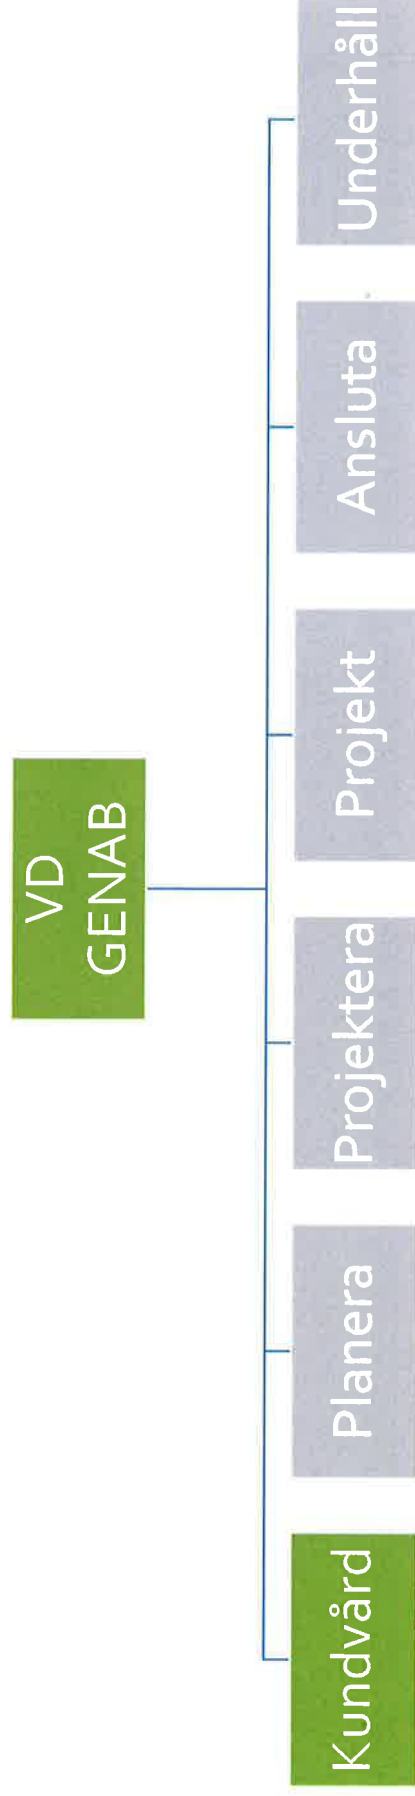 VD
GENAB
Kundvård
Planera
Projektera
Projekt
Ansluta
Underhåll